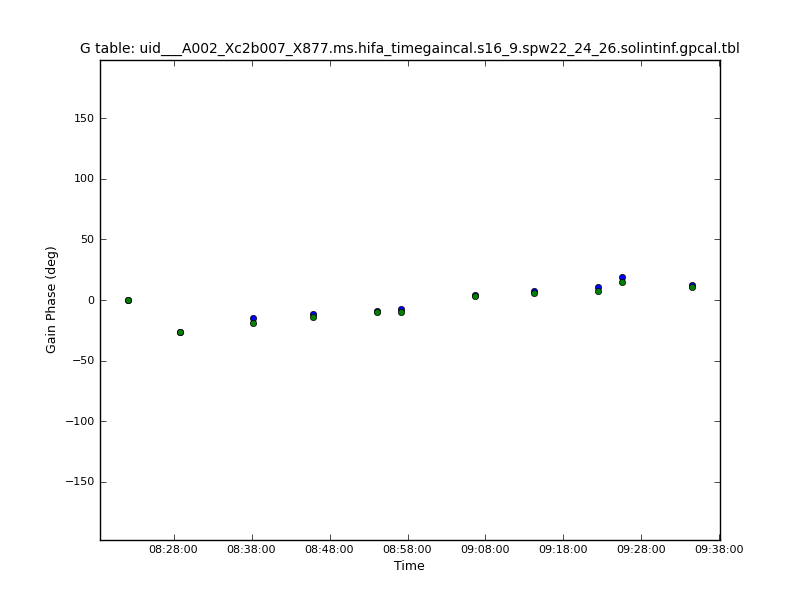 G table: uid___A002_Xc2b007_X877.ms.hifa_timegaincal.s16_9.spw22_24_26.solintinf.gpcal.tbl
150
100
50
0
−50
−100
−150
Gain Phase (deg)
08:28:00 08:38:00 08:48:00 08:58:00 09:08:00 09:18:00 09:28:00 09:38:00
Time